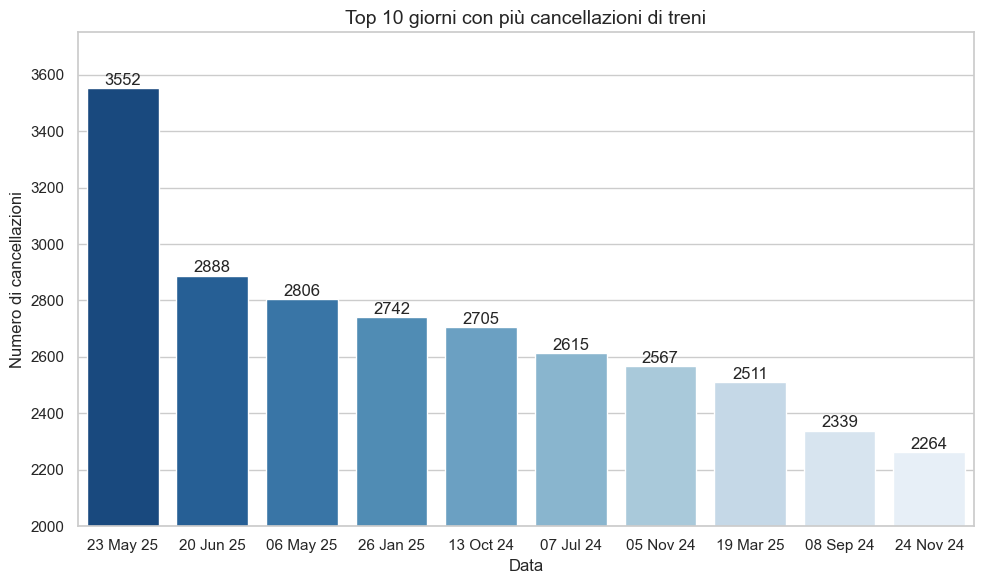 Top 10 giorni con più cancellazioni di treni
Numero di cancellazioni
3600
3400
3200
3000
2800
2600
2400
2200
2000
3552
2888
2806
2742
2705
2615
2567
2511
2339
2264
23 May 25
20 Jun 25
06 May 25
26 Jan 25
13 Oct 24
07 Jul 24
05 Nov 24
19 Mar 25
08 Sep 24
24 Nov 24
Data